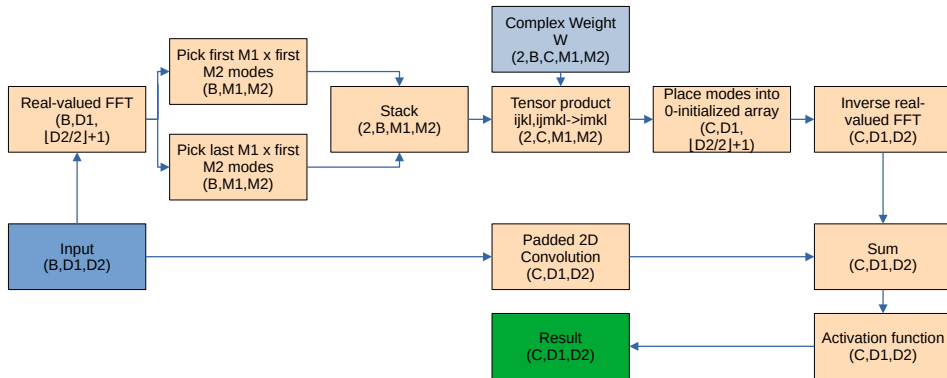 Complex Weight
W
(2,B,C,M1,M2)
Pick first M1 x first
M2 modes
(B,M1,M2)
Real-valued FFT
(B,D1,
⌊D2/2⌋+1)
Stack
(2,B,M1,M2)
Tensor product
ijkl,ijmkl->imkl
(2,C,M1,M2)
Place modes into
0-initialized array
(C,D1,
⌊D2/2⌋+1)
Inverse real-
valued FFT
(C,D1,D2)
Pick last M1 x first
M2 modes
(B,M1,M2)
Input
(B,D1,D2)
Padded 2D
Convolution
(C,D1,D2)
Sum
(C,D1,D2)
Result
(C,D1,D2)
Activation function
(C,D1,D2)